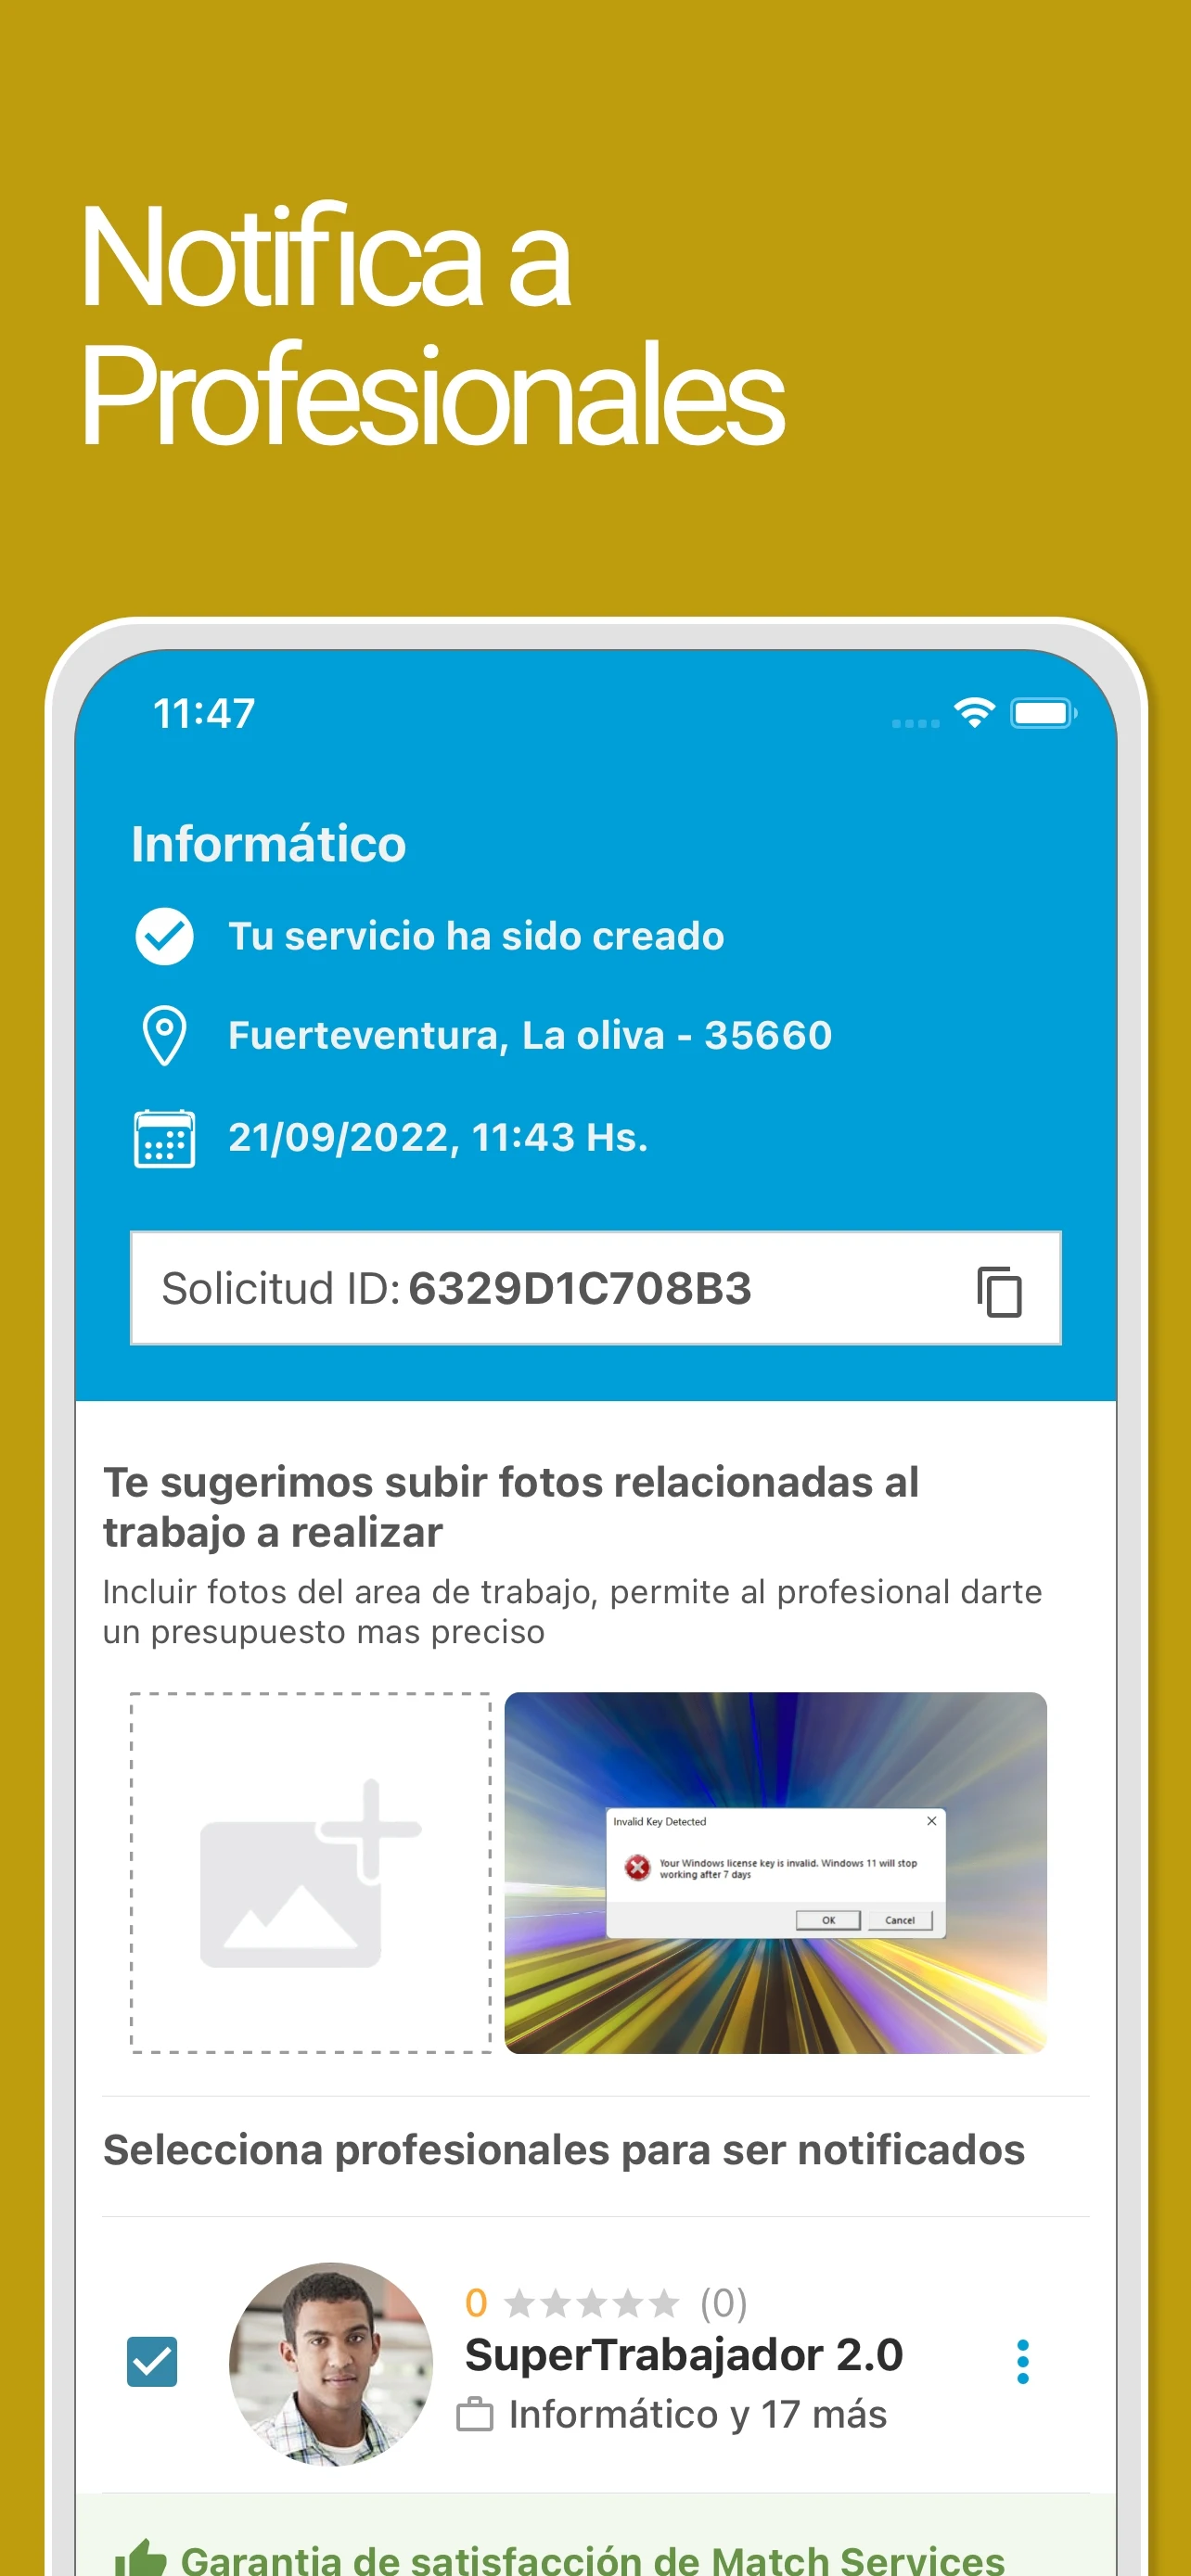 Notifica a
Profesionales
11:47
Informático
Tu servicio ha sido creado
Fuerteventura, La oliva - 35660
21/09/2022, 11:43 Hs.
Solicitud ID: 6329D1C708B3
Te sugerimos subir fotos relacionadas al
trabajo a realizar
Incluir fotos del area de trabajo, permite al profesional darte
un presupuesto mas preciso
Invalid Key Detected
Your Windows license key is invalid. Windows 11 will stop
working after 7 days
OK Cancel
Selecciona profesionales para ser notificados
0 (0)
SuperTrabajador 2.0
Informático y 17 más
Garantia de satisfacción de Match Services